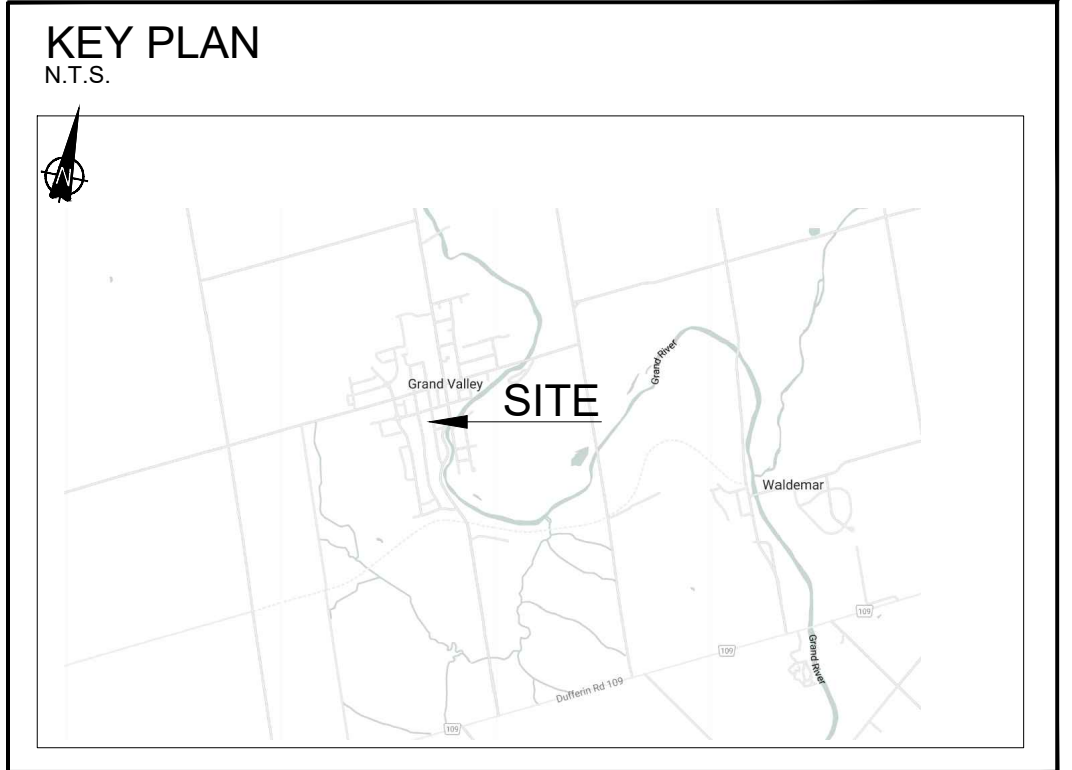 KEY PLAN
N.T.S.
N
Grand River
Grand Valley
SITE
Waldemar
109
109
Grand River
Dufferin Rd 109
109